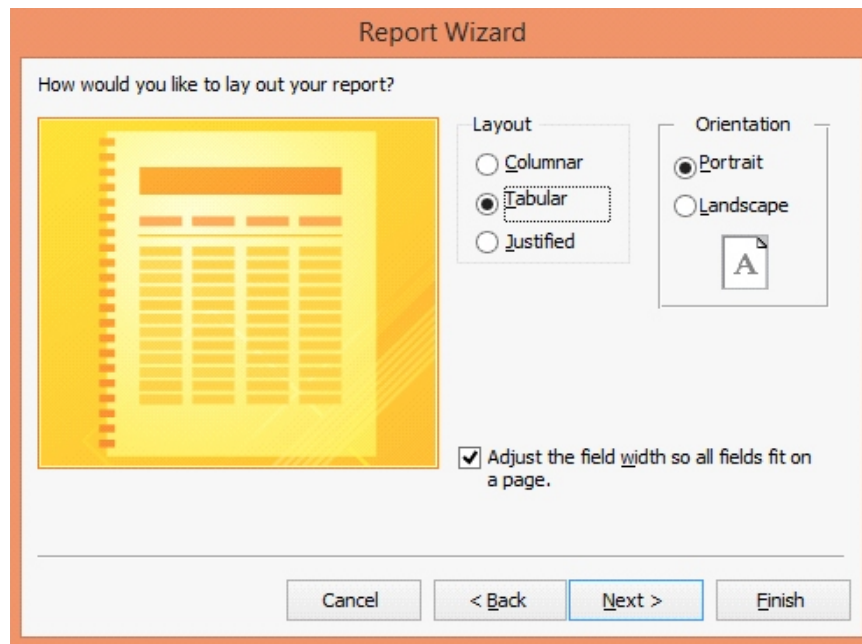 Report Wizard
How would you like to lay out your report?
Layout
Columnar
Tabular
Justified
Orientation
Portrait
Landscape
A
Adjust the field width so all fields fit on
a page.
Cancel
< Back
Next >
Finish